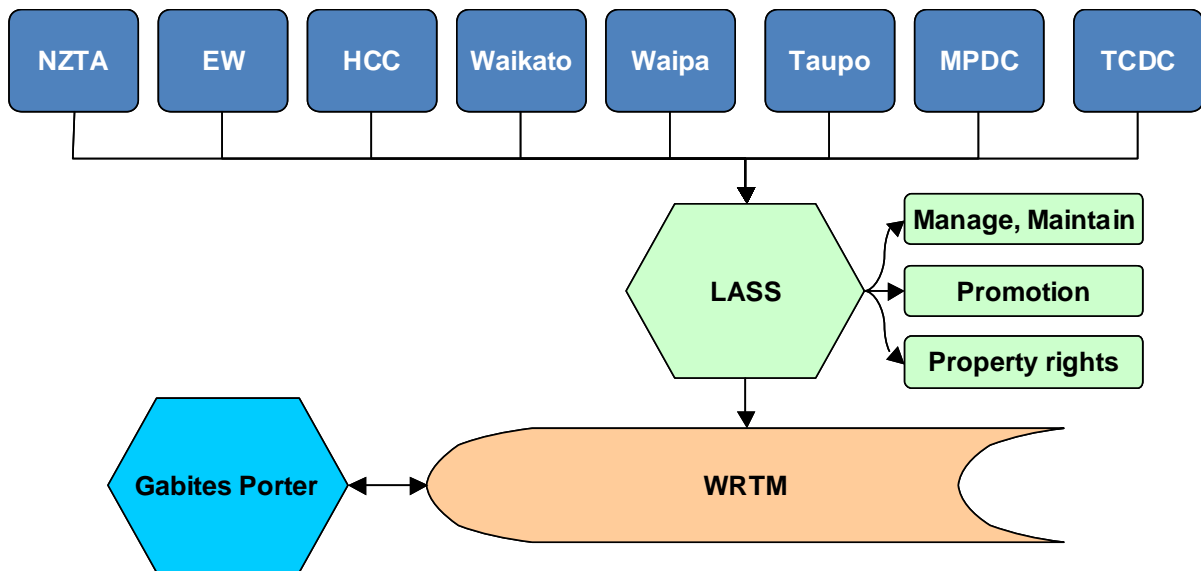 NZTA
EW
HCC
Waikato
Waipa
Taupo
MPDC
TCDC
Manage, Maintain
LASS
Promotion
Property rights
Gabites Porter
WRTM